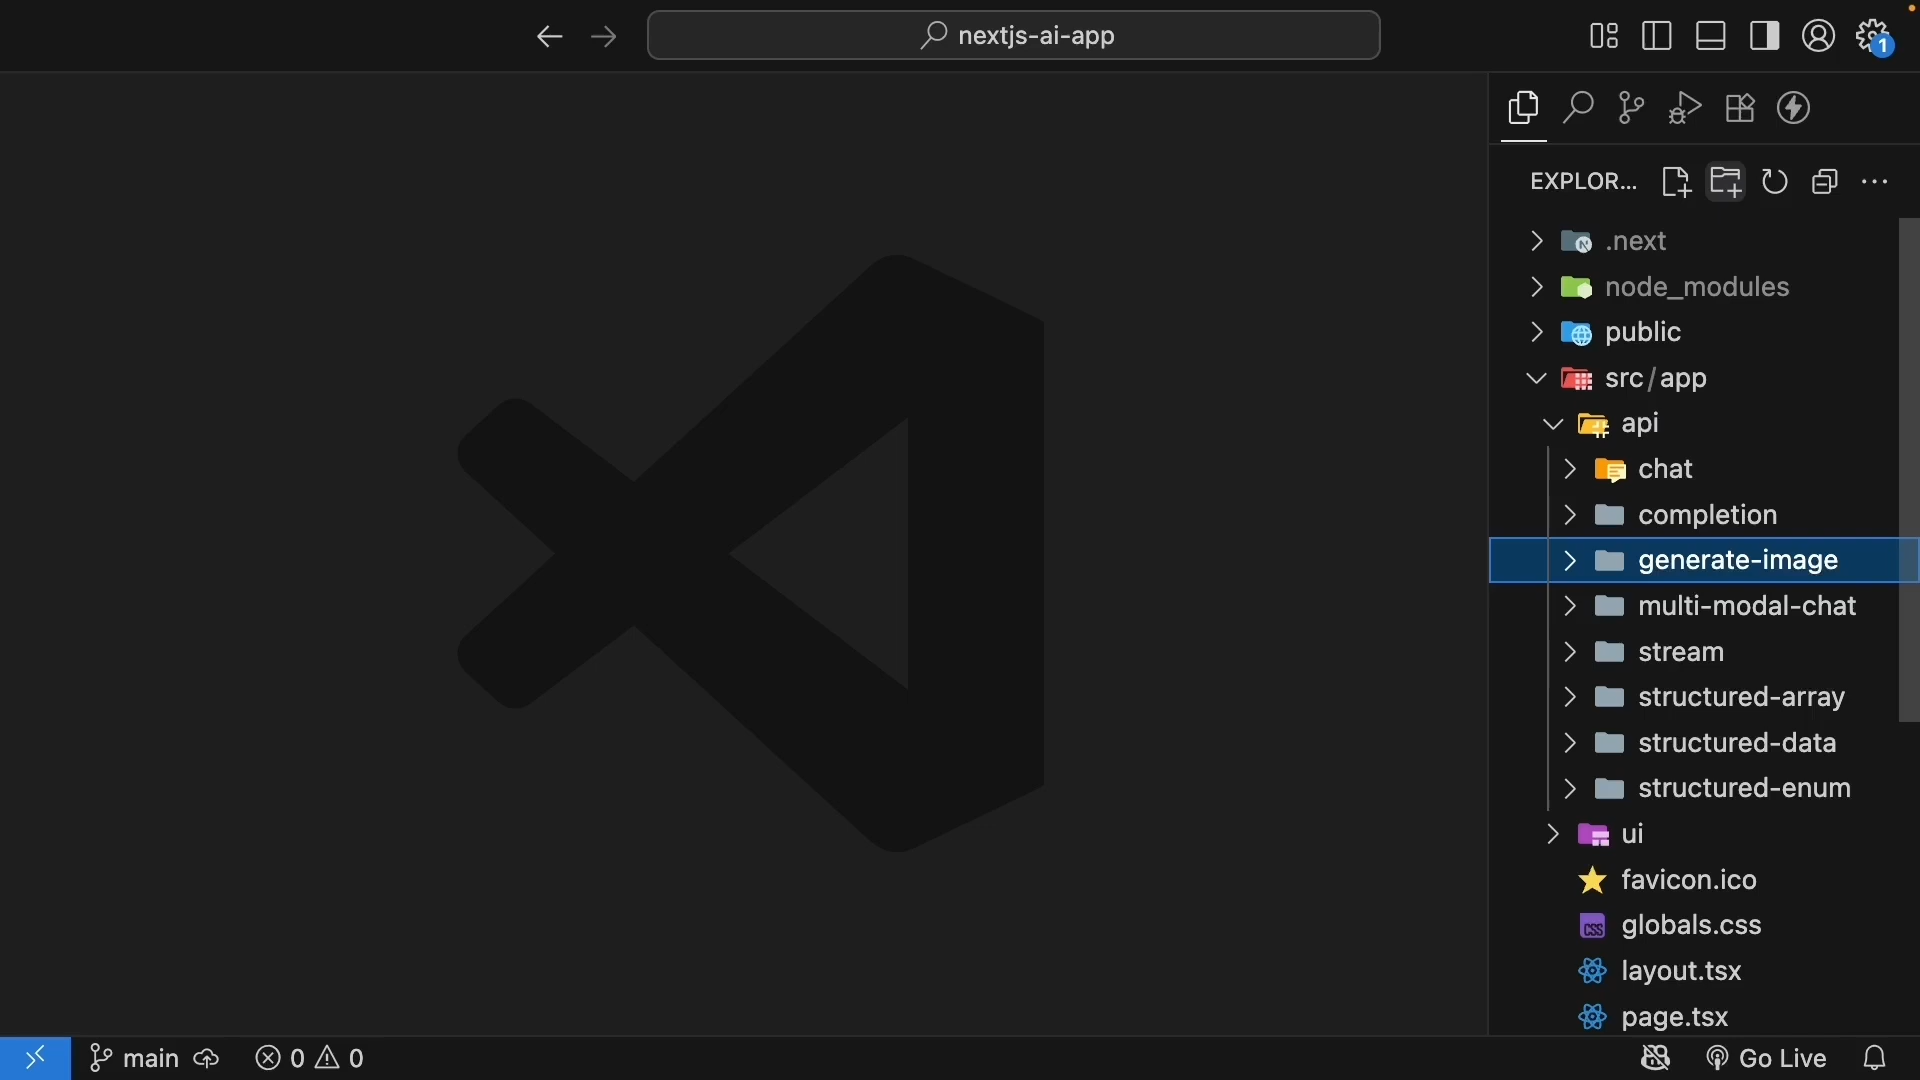 nextjs-ai-app
1
EXPLOR...
.next
node_modules
public
src/app
api
chat
completion
generate-image
multi-modal-chat
stream
structured-array
structured-data
structured-enum
ui
favicon.ico
globals.css
layout.tsx
page.tsx
main 0 0 Go Live